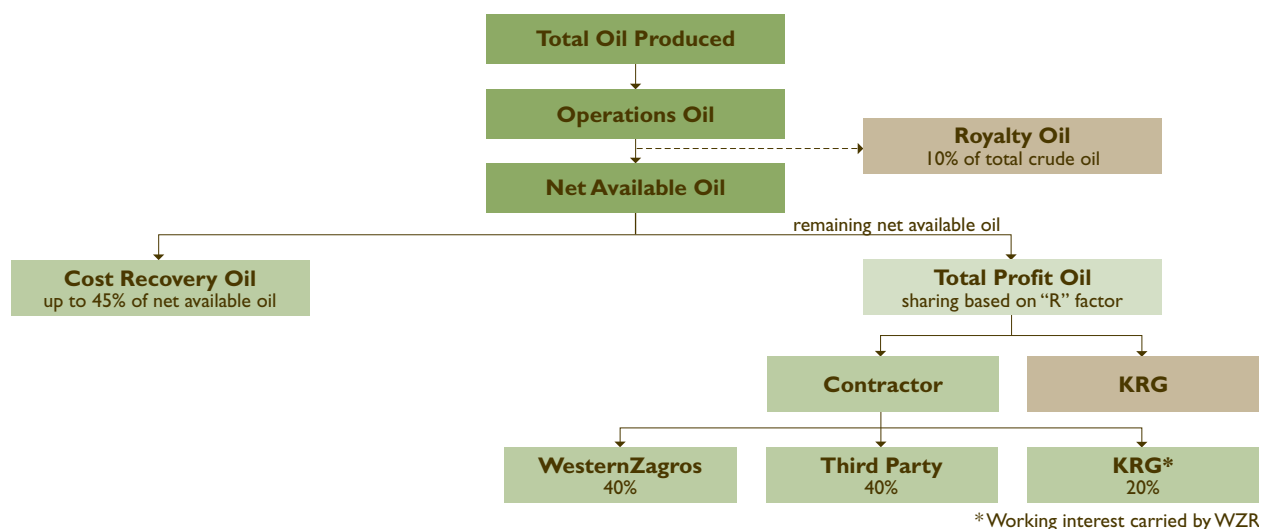 Total Oil Produced
Operations Oil
Royalty Oil
10% of total crude oil
Net Available Oil
remaining net available oil
Cost Recovery Oil
up to 45% of net available oil
Total Profit Oil
sharing based on “R” factor
Contractor
KRG
WesternZagros
40%
Third Party
40%
KRG*
20%
* Working interest carried by WZR